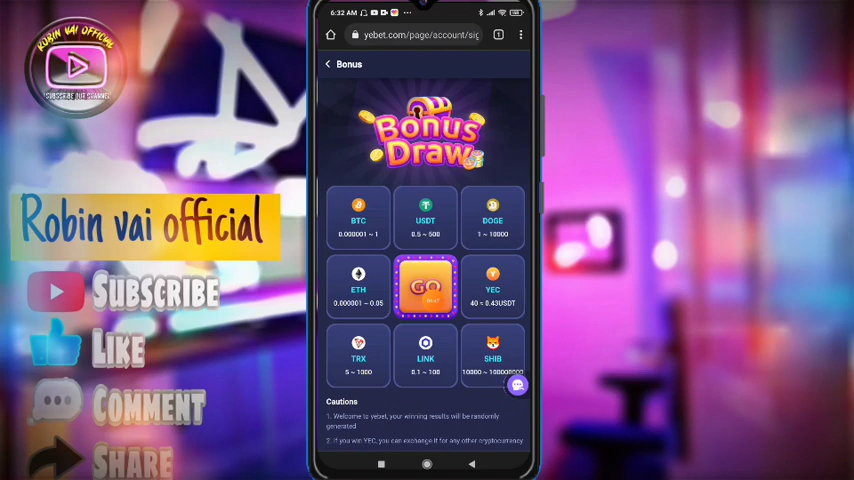 ROBIN VAI OFFICIAL
SUBSCRIBE OUR CHANNEL
Robin vai official
SUBSCRIBE
LIKE
COMMENT
SHARE
6:32 AM
yebet.com/page/account/sig
1
Bonus
Bonus
Draw
BTC
0.000001 ~ 1
USDT
0.5 ~ 500
DOGE
1 ~ 10000
ETH
0.000001 ~ 0.05
GO
YEC
40 ≈ 0.43USDT
TRX
5 ~ 1000
LINK
0.1 ~ 100
SHIB
Cautions
1. Welcome to yebet, your winning results will be randomly
generated
2. If you win YEC, you can exchange it for any other cryptocurrency